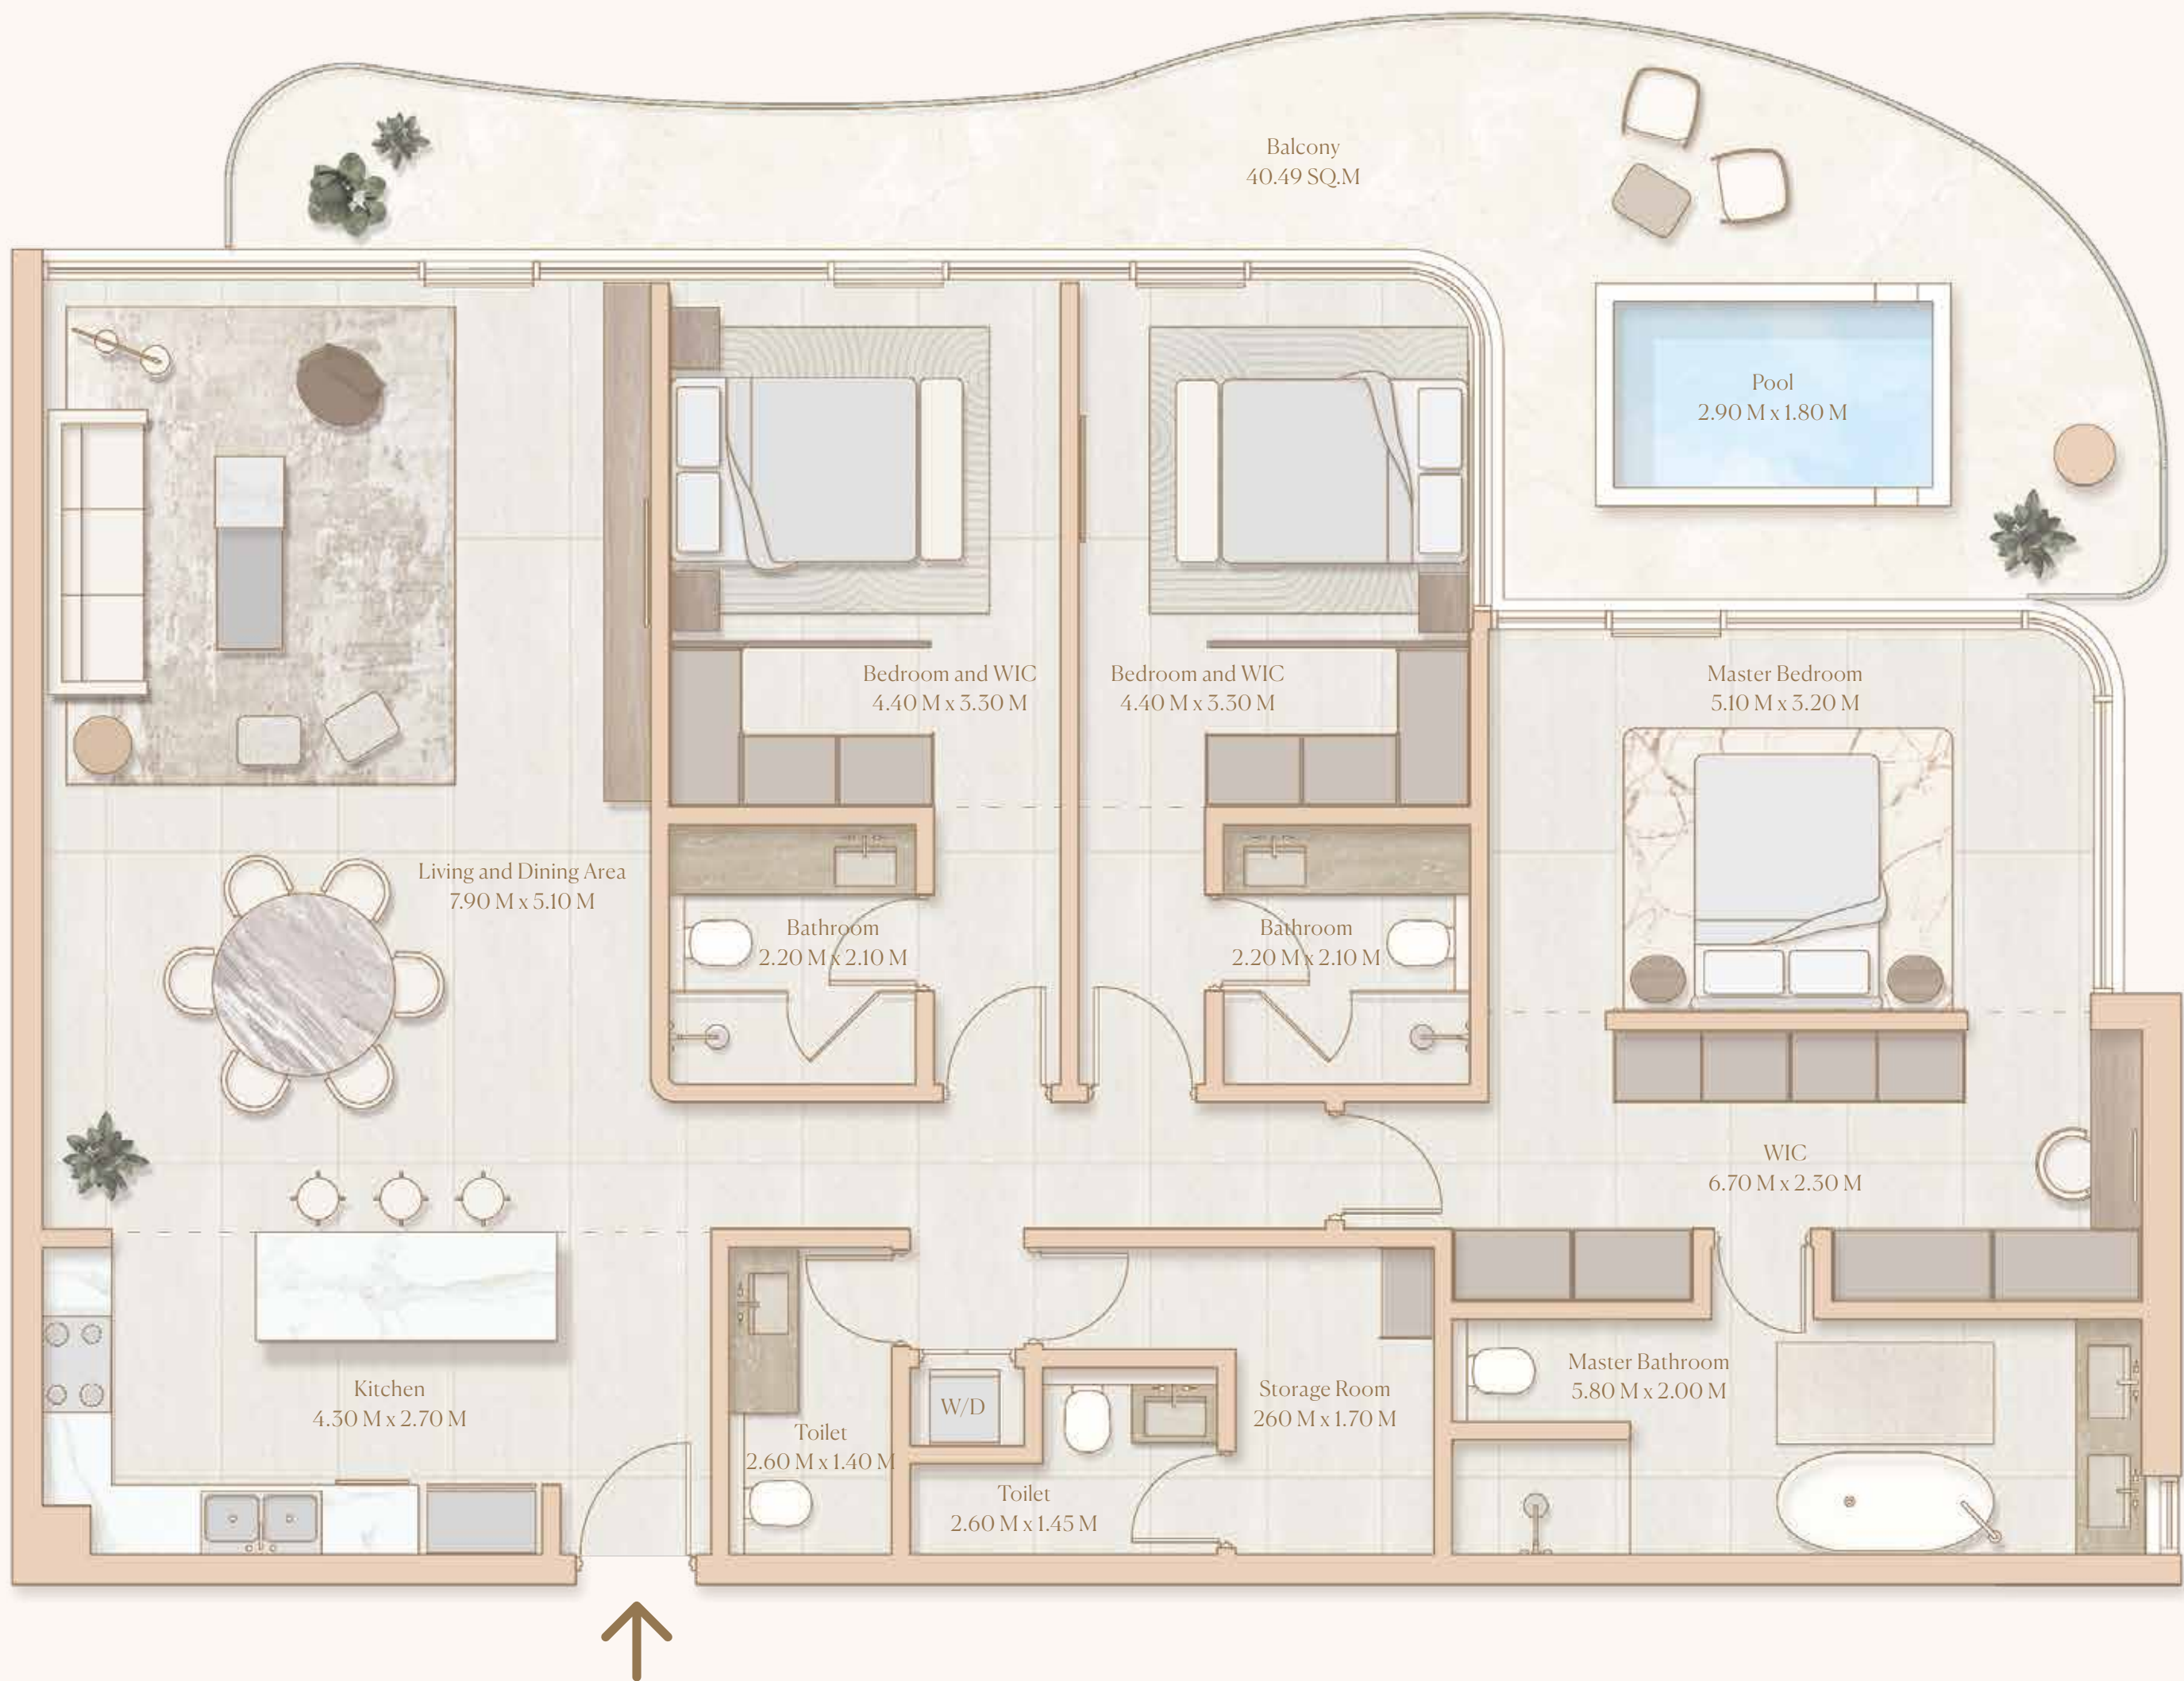 Balcony
40.49 SQ.M
Pool
2.90 M x 1.80 M
Bedroom and WIC
4.40 M x 3.30 M
Bedroom and WIC
4.40 M x 3.30 M
Master Bedroom
5.10 M x 3.20 M
Living and Dining Area
7.90 M x 5.10 M
Bathroom
2.20 M x 2.10 M
Bathroom
2.20 M x 2.10 M
WIC
6.70 M x 2.30 M
Kitchen
4.30 M x 2.70 M
Toilet
2.60 M x 1.40 M
W/D
Toilet
2.60 M x 1.45 M
Storage Room
260 M x 1.70 M
Master Bathroom
5.80 M x 2.00 M